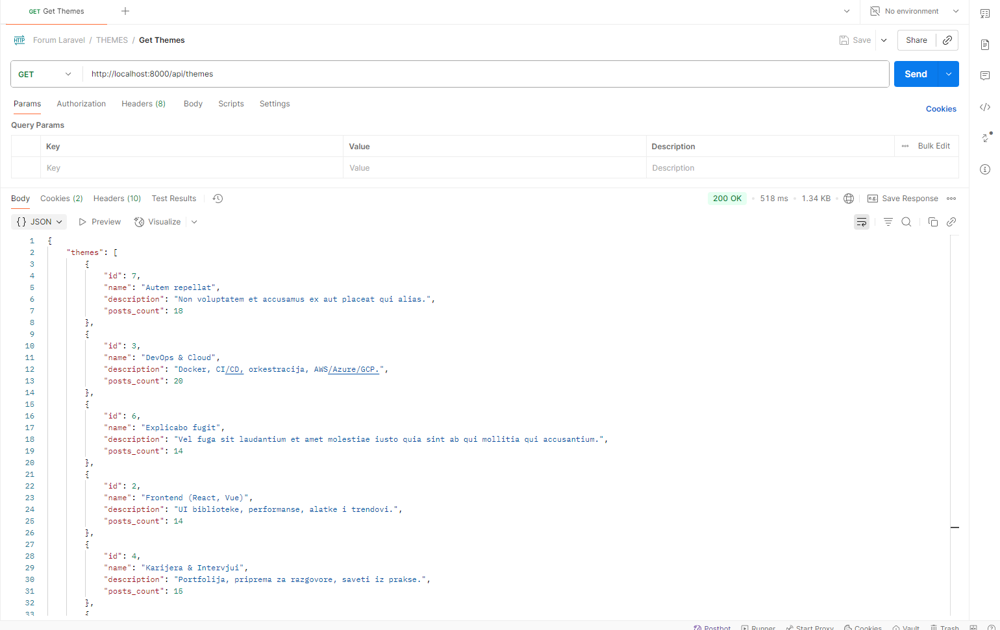 GET Get Themes
No environment
Forum Laravel / THEMES / Get Themes
Save
Share
GET
http://localhost:8000/api/themes
Send
Params
Authorization
Headers (8)
Body
Scripts
Settings
Cookies
Query Params
Key
Value
Description
Bulk Edit
Key
Value
Description
Body
Cookies (2)
Headers (10)
Test Results
200 OK
518 ms
1.34 KB
e.g.
Save Response
{} JSON
Preview
Visualize
1 {
2 "themes": [
3 {
4 "id": 7,
5 "name": "Autem repellat",
6 "description": "Non voluptatem et accusamus ex aut placeat qui alias.",
7 "posts_count": 18
8 },
9 {
10 "id": 3,
11 "name": "DevOps & Cloud",
12 "description": "Docker, CI/CD, orkestracija, AWS/Azure/GCP.",
13 "posts_count": 20
14 },
15 {
16 "id": 6,
17 "name": "Explicabo fugit",
18 "description": "Vel fuga sit laudantium et amet molestiae iusto quia sint ab qui mollitia qui accusantium.",
19 "posts_count": 14
20 },
21 {
22 "id": 2,
23 "name": "Frontend (React, Vue)",
24 "description": "UI biblioteke, performanse, alatke i trendovi.",
25 "posts_count": 14
26 },
27 {
28 "id": 4,
29 "name": "Karijera & Intervjui",
30 "description": "Portfolija, priprema za razgovore, saveti iz prakse.",
31 "posts_count": 15
32 },
33 {
Postbot
Runner
Start Proxy
Cookies
Vault
Trash